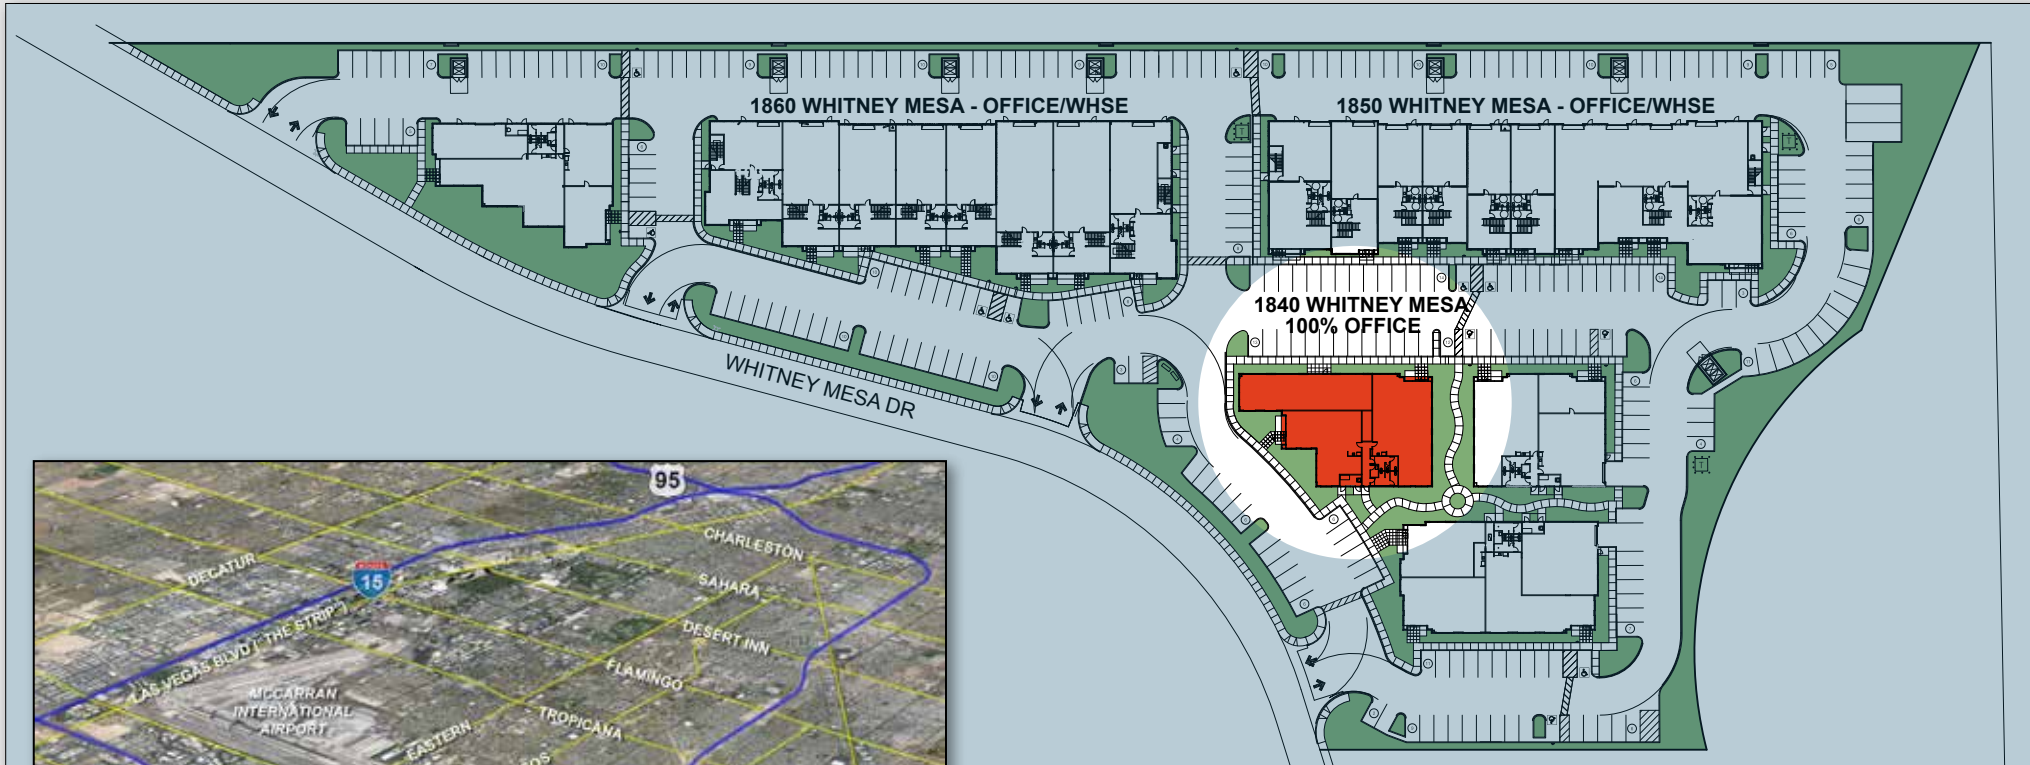 1860 WHITNEY MESA - OFFICE/WHSE
1850 WHITNEY MESA - OFFICE/WHSE
1840 WHITNEY MESA
100% OFFICE
WHITNEY MESA DR
95
CHARLESTON
DECATUR
15
SAHARA
LAS VEGAS BLVD ("THE STRIP")
DESERT INN
FLAMINGO
MCCARRAN
INTERNATIONAL
AIRPORT
TROPICANA
EASTERN